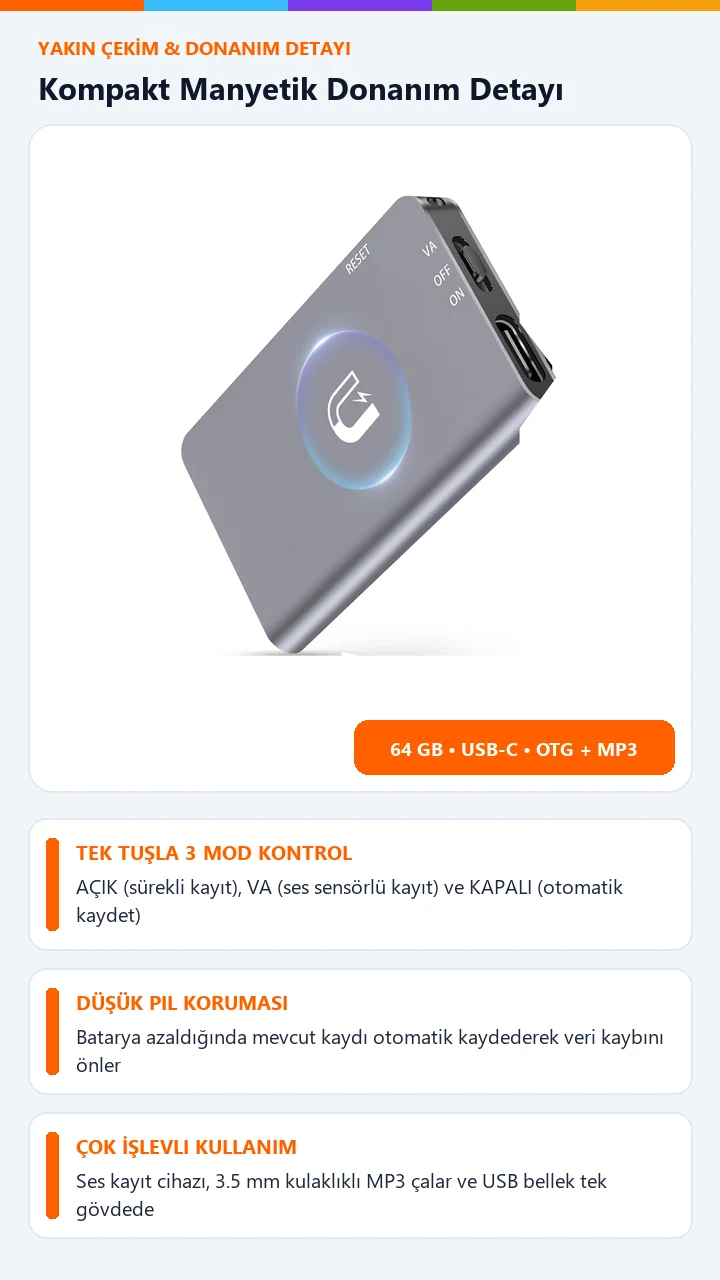 YAKIN ÇEKİM & DONANIM DETAYI
Kompakt Manyetik Donanım Detayı
RESET
VA
OFF
ON
64 GB • USB-C • OTG + MP3
TEK TUŞLA 3 MOD KONTROL
AÇIK (sürekli kayıt), VA (ses sensörlü kayıt) ve KAPALI (otomatik
kaydet)
DÜŞÜK PIL KORUMASI
Batarya azaldığında mevcut kaydı otomatik kaydederek veri kaybını
önler
ÇOK İŞLEVLI KULLANIM
Ses kayıt cihazı, 3.5 mm kulaklıklı MP3 çalar ve USB bellek tek
gövdede